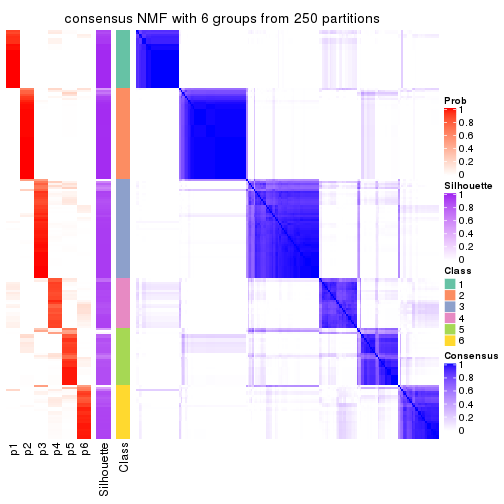 consensus NMF with 6 groups from 250 partitions
Prob
1
0.8
0.6
0.4
0.2
0
Silhouette
1
0.8
0.6
0.4
0.2
0
Class
1
2
3
4
5
6
Consensus
1
0.8
0.6
0.4
0.2
0
p1
p2
p3
p4
p5
p6
Silhouette
Class